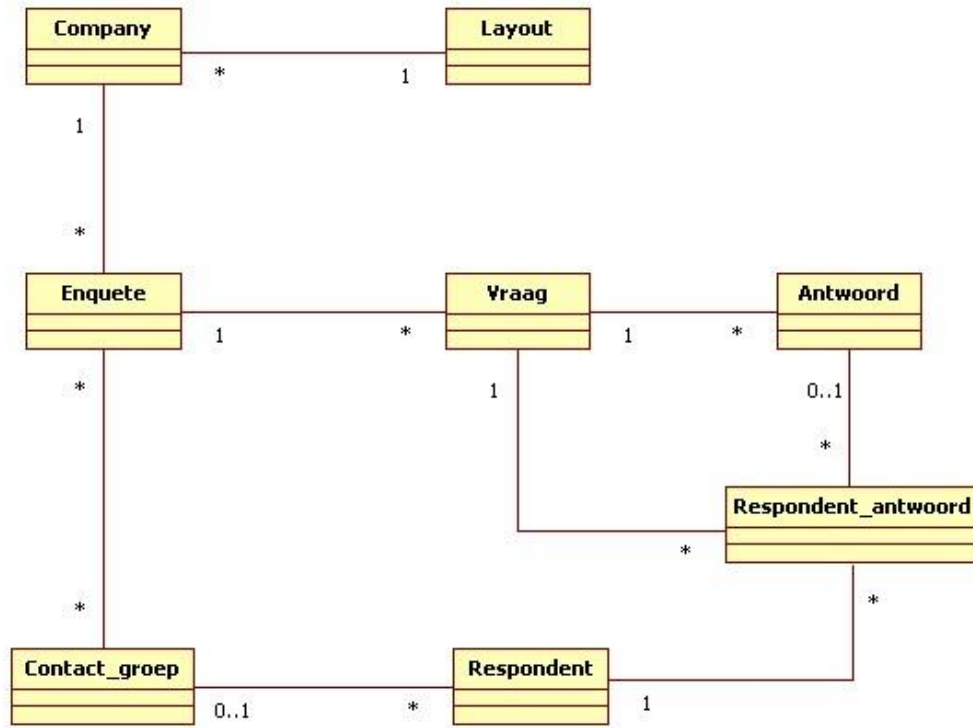 Company
Layout
*
1
1
*
Enquete
Vraag
Antwoord
1
*
1
*
*
1
0..1
*
Respondent_antwoord
*
*
*
Contact_groep
Respondent
0..1
*
1